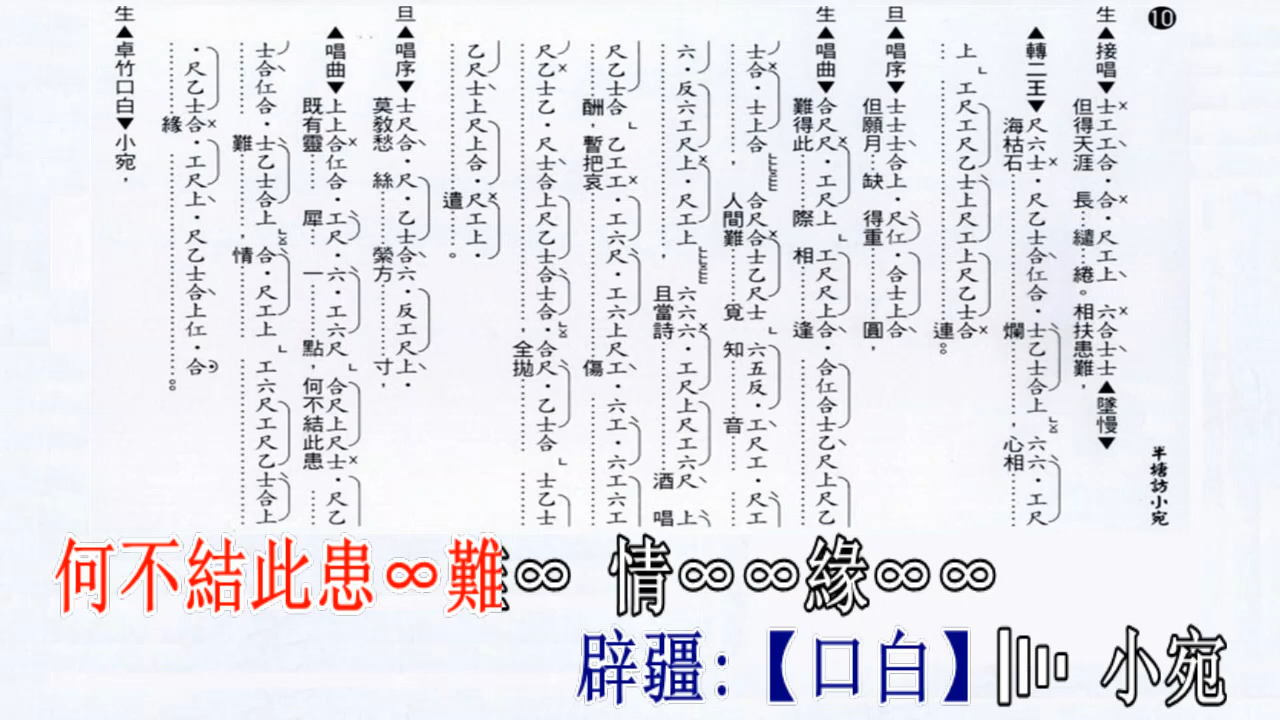 ⑩
生▲接唱▼士工工合・合・尺工上 六合士士▲墜慢▼
但得天涯 長…繾…綣。相扶患難，
▲轉二王▼尺六士・尺乙士合仜合・士乙士合上 六六・工尺
海枯石 爛 ，心相
上 工尺工尺乙士上尺工上尺乙士合
連。
旦▲唱序▼士士士合上・尺仜・合士上合
但願月…缺 得重 圓，
生▲唱曲▼合尺尺・工尺上 工尺尺上合・合仜合士乙尺上尺乙
難得此 際 相 逢
士合・士上合 合尺合士乙尺士 六五反・工尺工・尺工
， 人間難 覓 知 音
六・反六工尺上・尺工上 六六六・工尺上尺工六尺 上
， 且當詩 酒 唱
尺乙士合 乙工工・工六尺・工六上尺工・六工・六工六工
酬，暫把哀 傷
尺乙士乙・尺士合上尺乙士合士合・合尺・乙士合 士乙士
，全拋
乙尺士上尺上合・尺工上・
遣 。
旦▲唱序▼士尺合・尺・乙士合六・反工尺上・
莫教愁 絲 縈方 寸，
▲唱曲▼上上合仜合・工尺・六・工六尺 合尺上尺士・尺乙
既有靈 犀 一 點，何不結此患
士合仜合・士乙士合上 合・尺工上 工六尺工尺乙士合上
難 ，情
・尺乙士合・工尺上・尺乙士合上仜・合
緣 。
生▲卓竹口白▼小宛，
半塘訪小宛
何不結此患∞難∞ 情∞∞緣∞∞
辟疆:【口白】 小宛